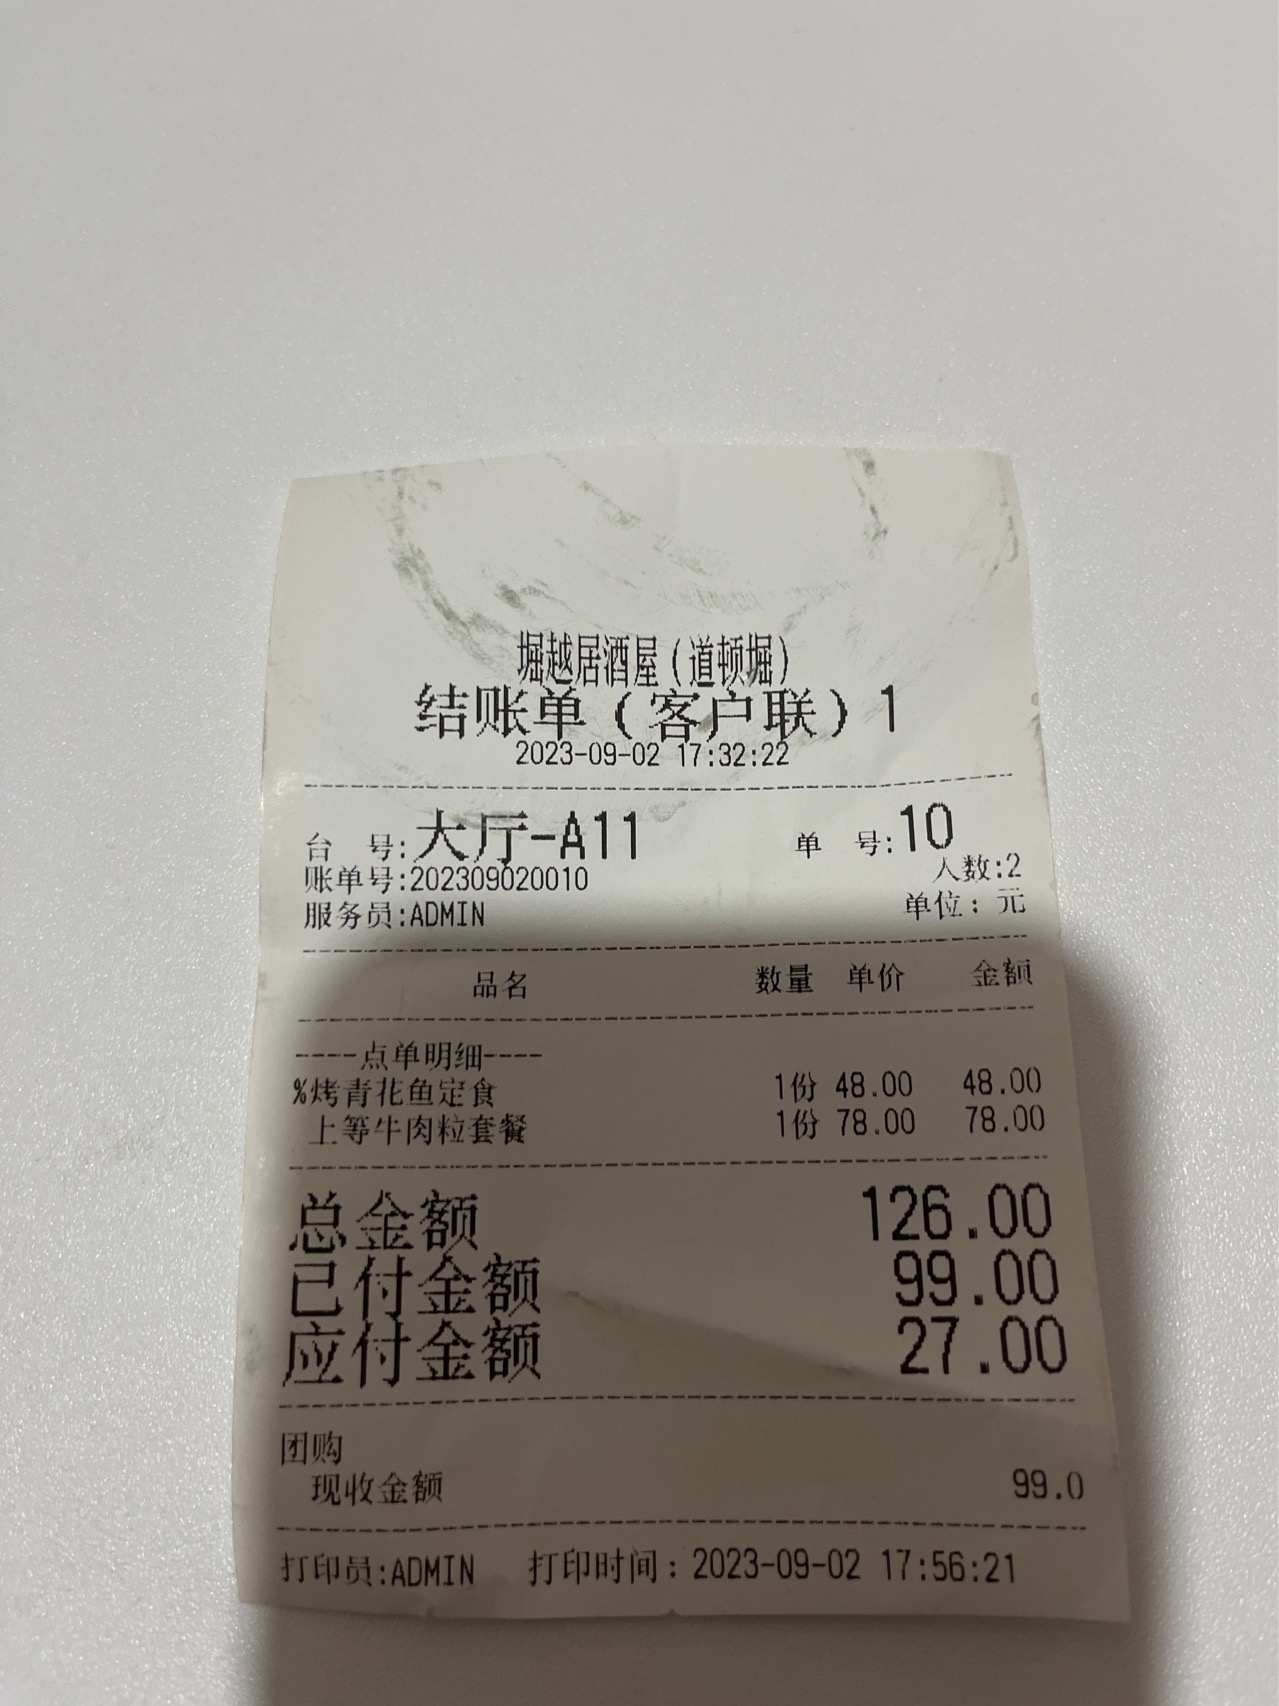 堀越居酒屋(道顿堀)
结账单(客户联)1
2023-09-02 17:32:22
台 号:大厅-A11 单 号:10
账单号:202309020010 人数:2
服务员:ADMIN 单位: 元
品名 数量 单价 金额
----点单明细----
%烤青花鱼定食 1份 48.00 48.00
上等牛肉粒套餐 1份 78.00 78.00
总金额 126.00
已付金额 99.00
应付金额 27.00
团购
现收金额 99.0
打印员:ADMIN 打印时间: 2023-09-02 17:56:21